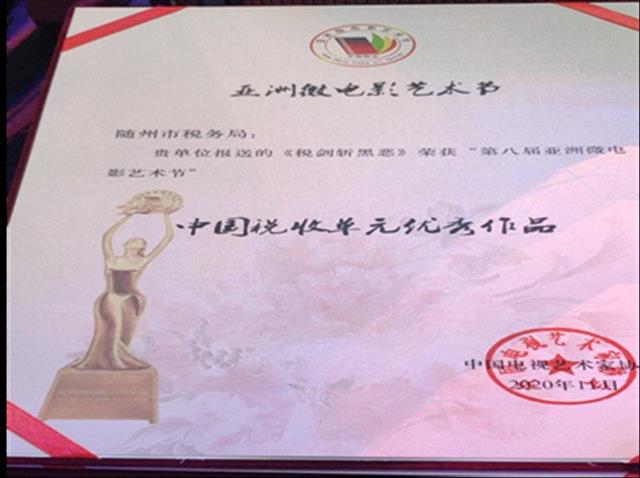 亚洲微电影艺术节
随州市税务局:
贵单位报送的《税剑斩黑恶》荣获“第八届亚洲微电
影艺术节”
中国税收单元优秀作品
中国电视艺术家协
2020年11月